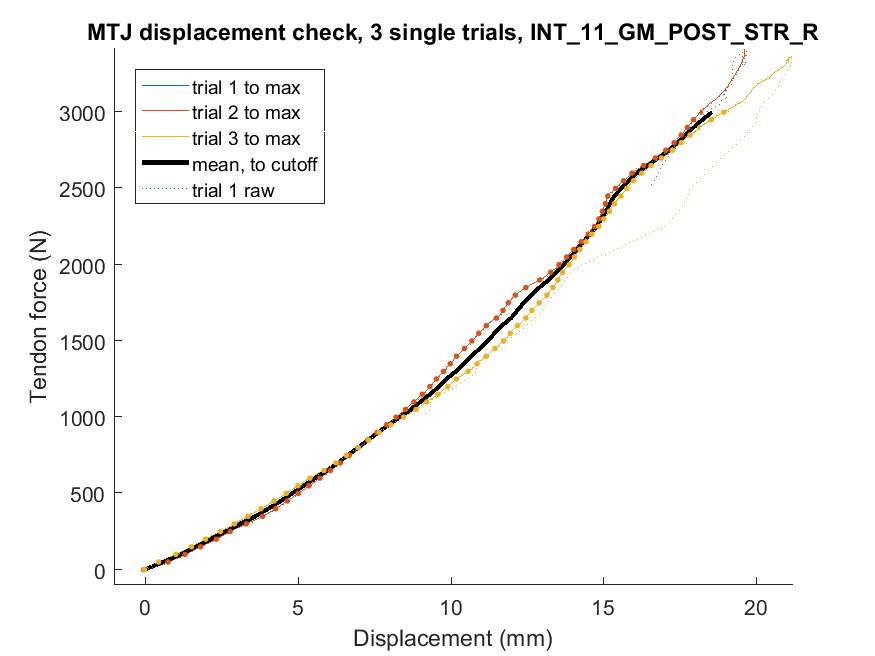 MTJ displacement check, 3 single trials, INT_11_GM_POST_STR_R
trial 1 to max
trial 2 to max
trial 3 to max
mean, to cutoff
trial 1 raw
3000
2500
2000
1500
1000
500
0
Tendon force (N)
0 5 10 15 20
Displacement (mm)